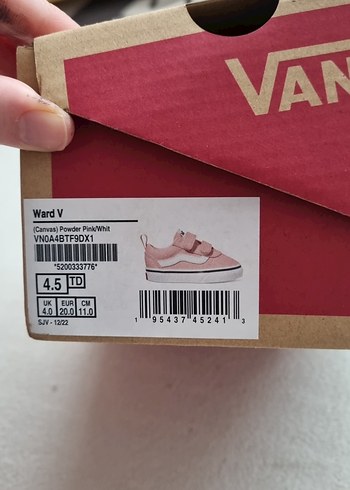 VAN
Ward V
(Canvas) Powder Pink/Whit
VN0A4BTF9DX1
*5200333776*
4.5 TD
UK EUR CM
4.0 20.0 11.0
SJV - 12/22
1 95437 45241 3